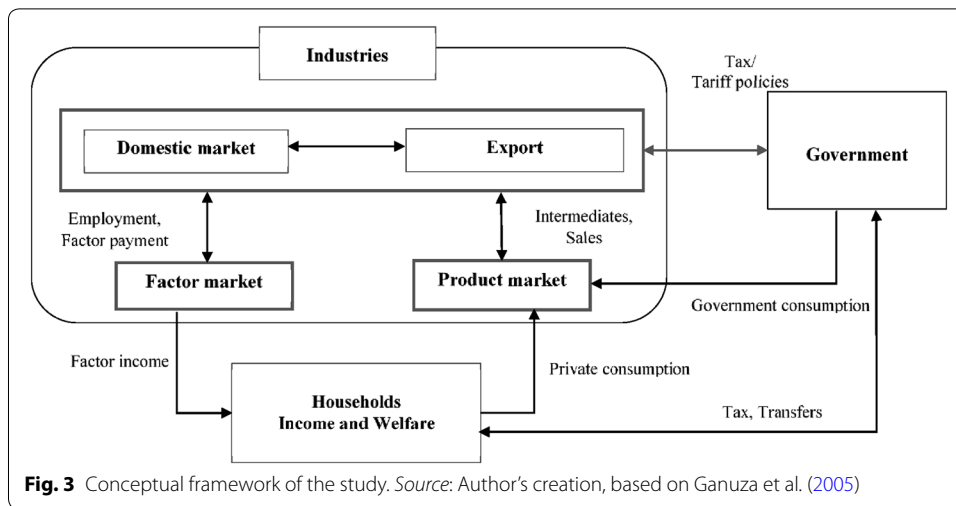 Industries
Tax/
Tariff policies
Domestic market
Export
Government
Employment,
Factor payment
Intermediates,
Sales
Factor market
Product market
Government consumption
Factor income
Private consumption
Households
Income and Welfare
Tax, Transfers
Fig. 3 Conceptual framework of the study. Source: Author's creation, based on Ganuza et al. (2005)